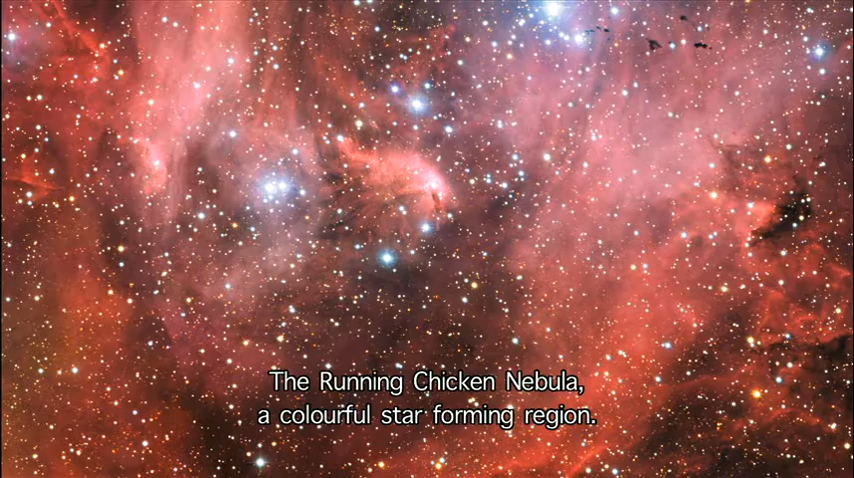 The Running Chicken Nebula,
a colourful star forming region.